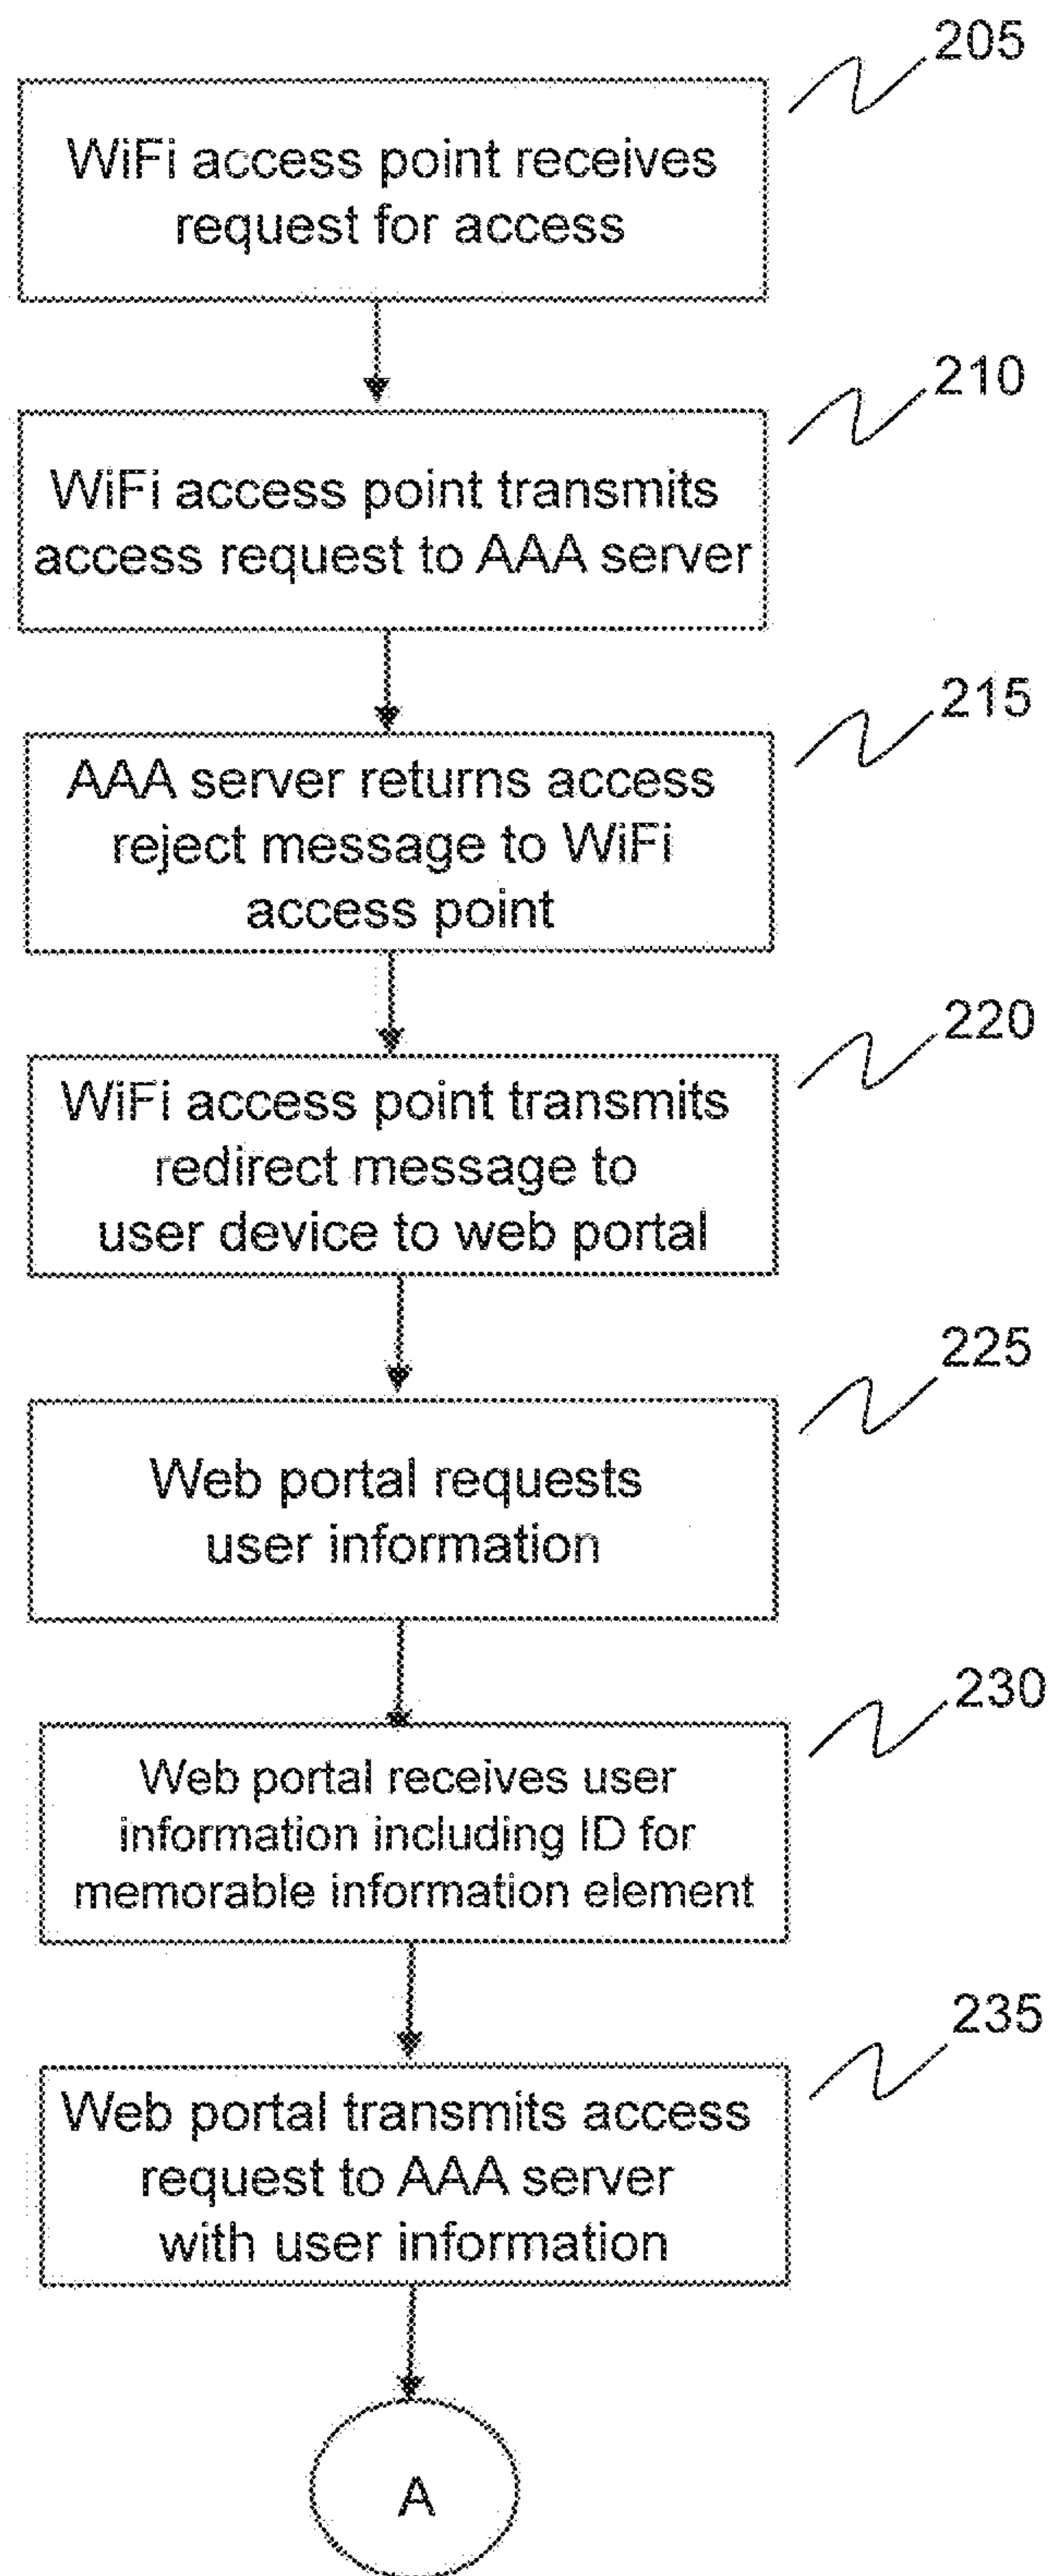 205
WiFi access point receives
request for access
210
WiFi access point transmits
access request to AAA server
215
AAA server returns access
reject message to WiFi
access point
220
WiFi access point transmits
redirect message to
user device to web portal
225
Web portal requests
user information
230
Web portal receives user
information including ID for
memorable information element
235
Web portal transmits access
request to AAA server
with user information
A